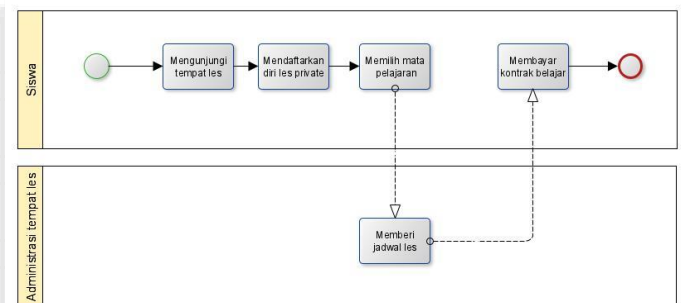 Siswa
Mengunjungi
tempat les
Mendaftarkan
diri les private
Memilih mata
pelajaran
Membayar
kontrak belajar
Administrasi tempat les
Memberi
jadwal les